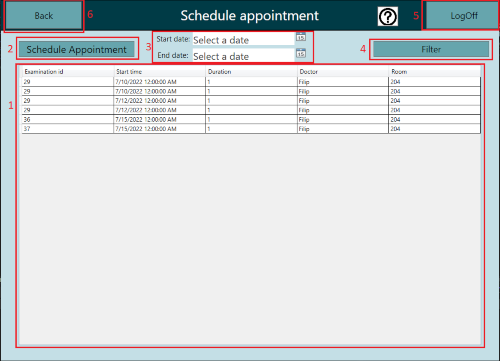 Back 6 Schedule appointment ? 5 LogOff
2 Schedule Appointment 3 Start date: Select a date 15 4 Filter
End date: Select a date 15
1
Examination id Start time Duration Doctor Room
29 7/10/2022 12:00:00 AM 1 Filip 204
29 7/10/2022 12:00:00 AM 1 Filip 204
29 7/12/2022 12:00:00 AM 1 Filip 204
29 7/12/2022 12:00:00 AM 1 Filip 204
36 7/15/2022 12:00:00 AM 1 Filip 204
37 7/15/2022 12:00:00 AM 1 Filip 204